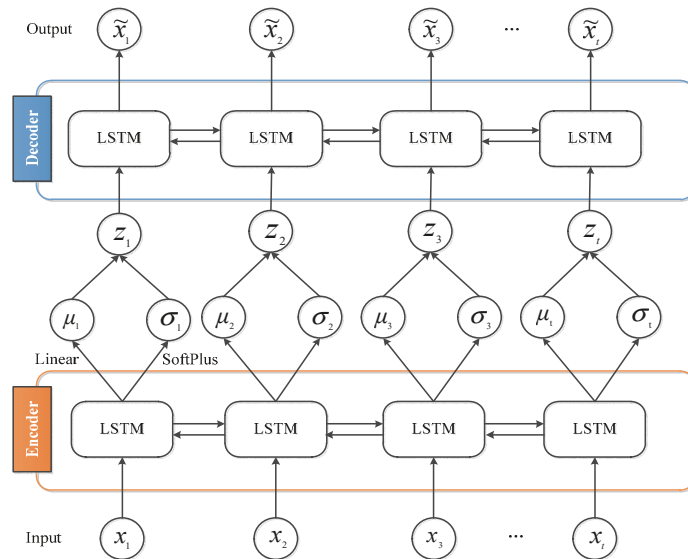 Output x̃₁ x̃₂ x̃₃ ... x̃ₜ
Decoder
LSTM LSTM LSTM LSTM
z₁ z₂ z₃ zₜ
μ₁ σ₁ μ₂ σ₂ μ₃ σ₃ μₜ σₜ
Linear SoftPlus
Encoder
LSTM LSTM LSTM LSTM
Input x₁ x₂ x₃ ... xₜ